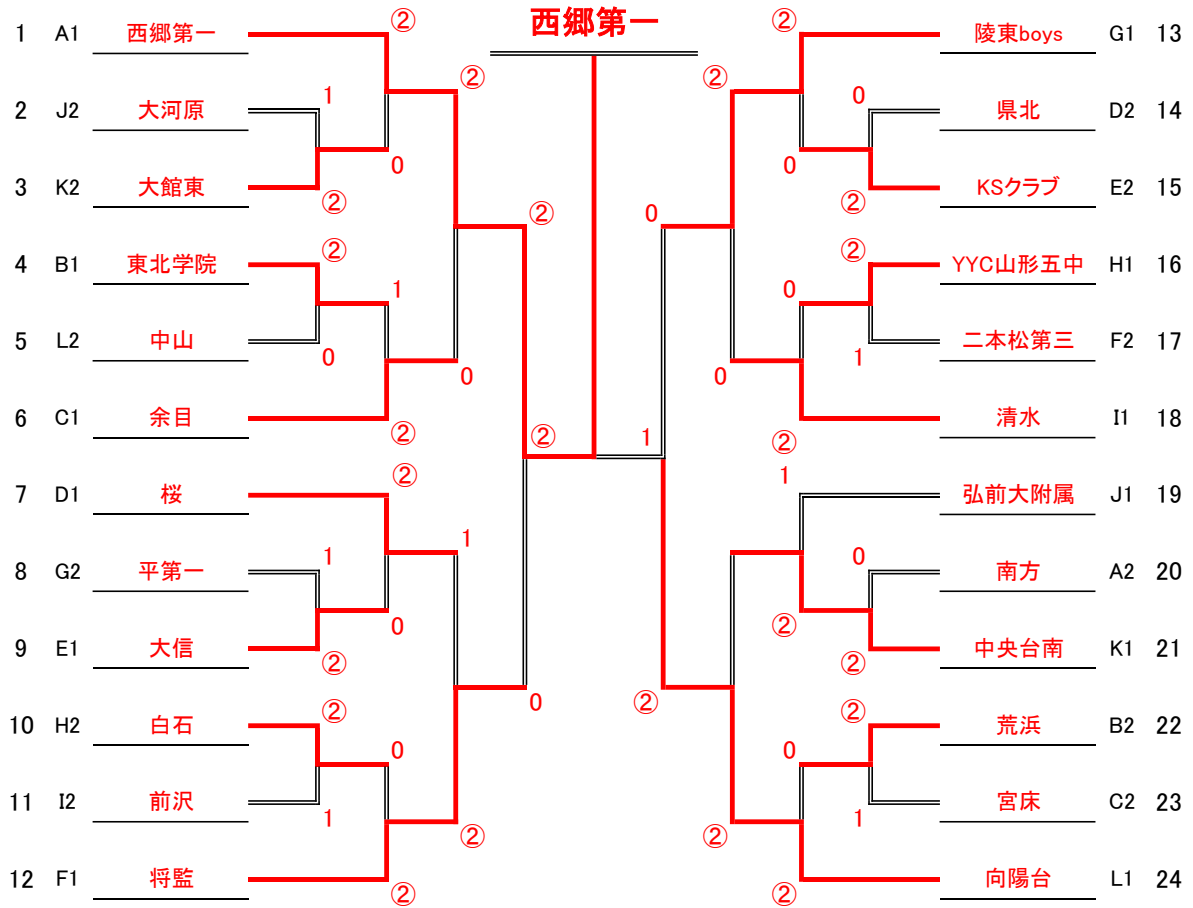 西郷第一
1 A1 西郷第一 ② ② 陵東boys G1 13
② ②
2 J2 大河原 1 0 県北 D2 14
0 0
3 K2 大館東 ② ② KSクラブ E2 15
② 0
4 B1 東北学院 ② ② YYC山形五中 H1 16
1 0
5 L2 中山 0 1 二本松第三 F2 17
0 0
6 C1 余目 ② ② 清水 I1 18
② 1
7 D1 桜 ② 1 弘前大附属 J1 19
1
8 G2 平第一 1 0 南方 A2 20
0 ②
9 E1 大信 ② ② 中央台南 K1 21
0 ②
10 H2 白石 ② ② 荒浜 B2 22
0 0
11 I2 前沢 1 1 宮床 C2 23
② ②
12 F1 将監 ② ② 向陽台 L1 24